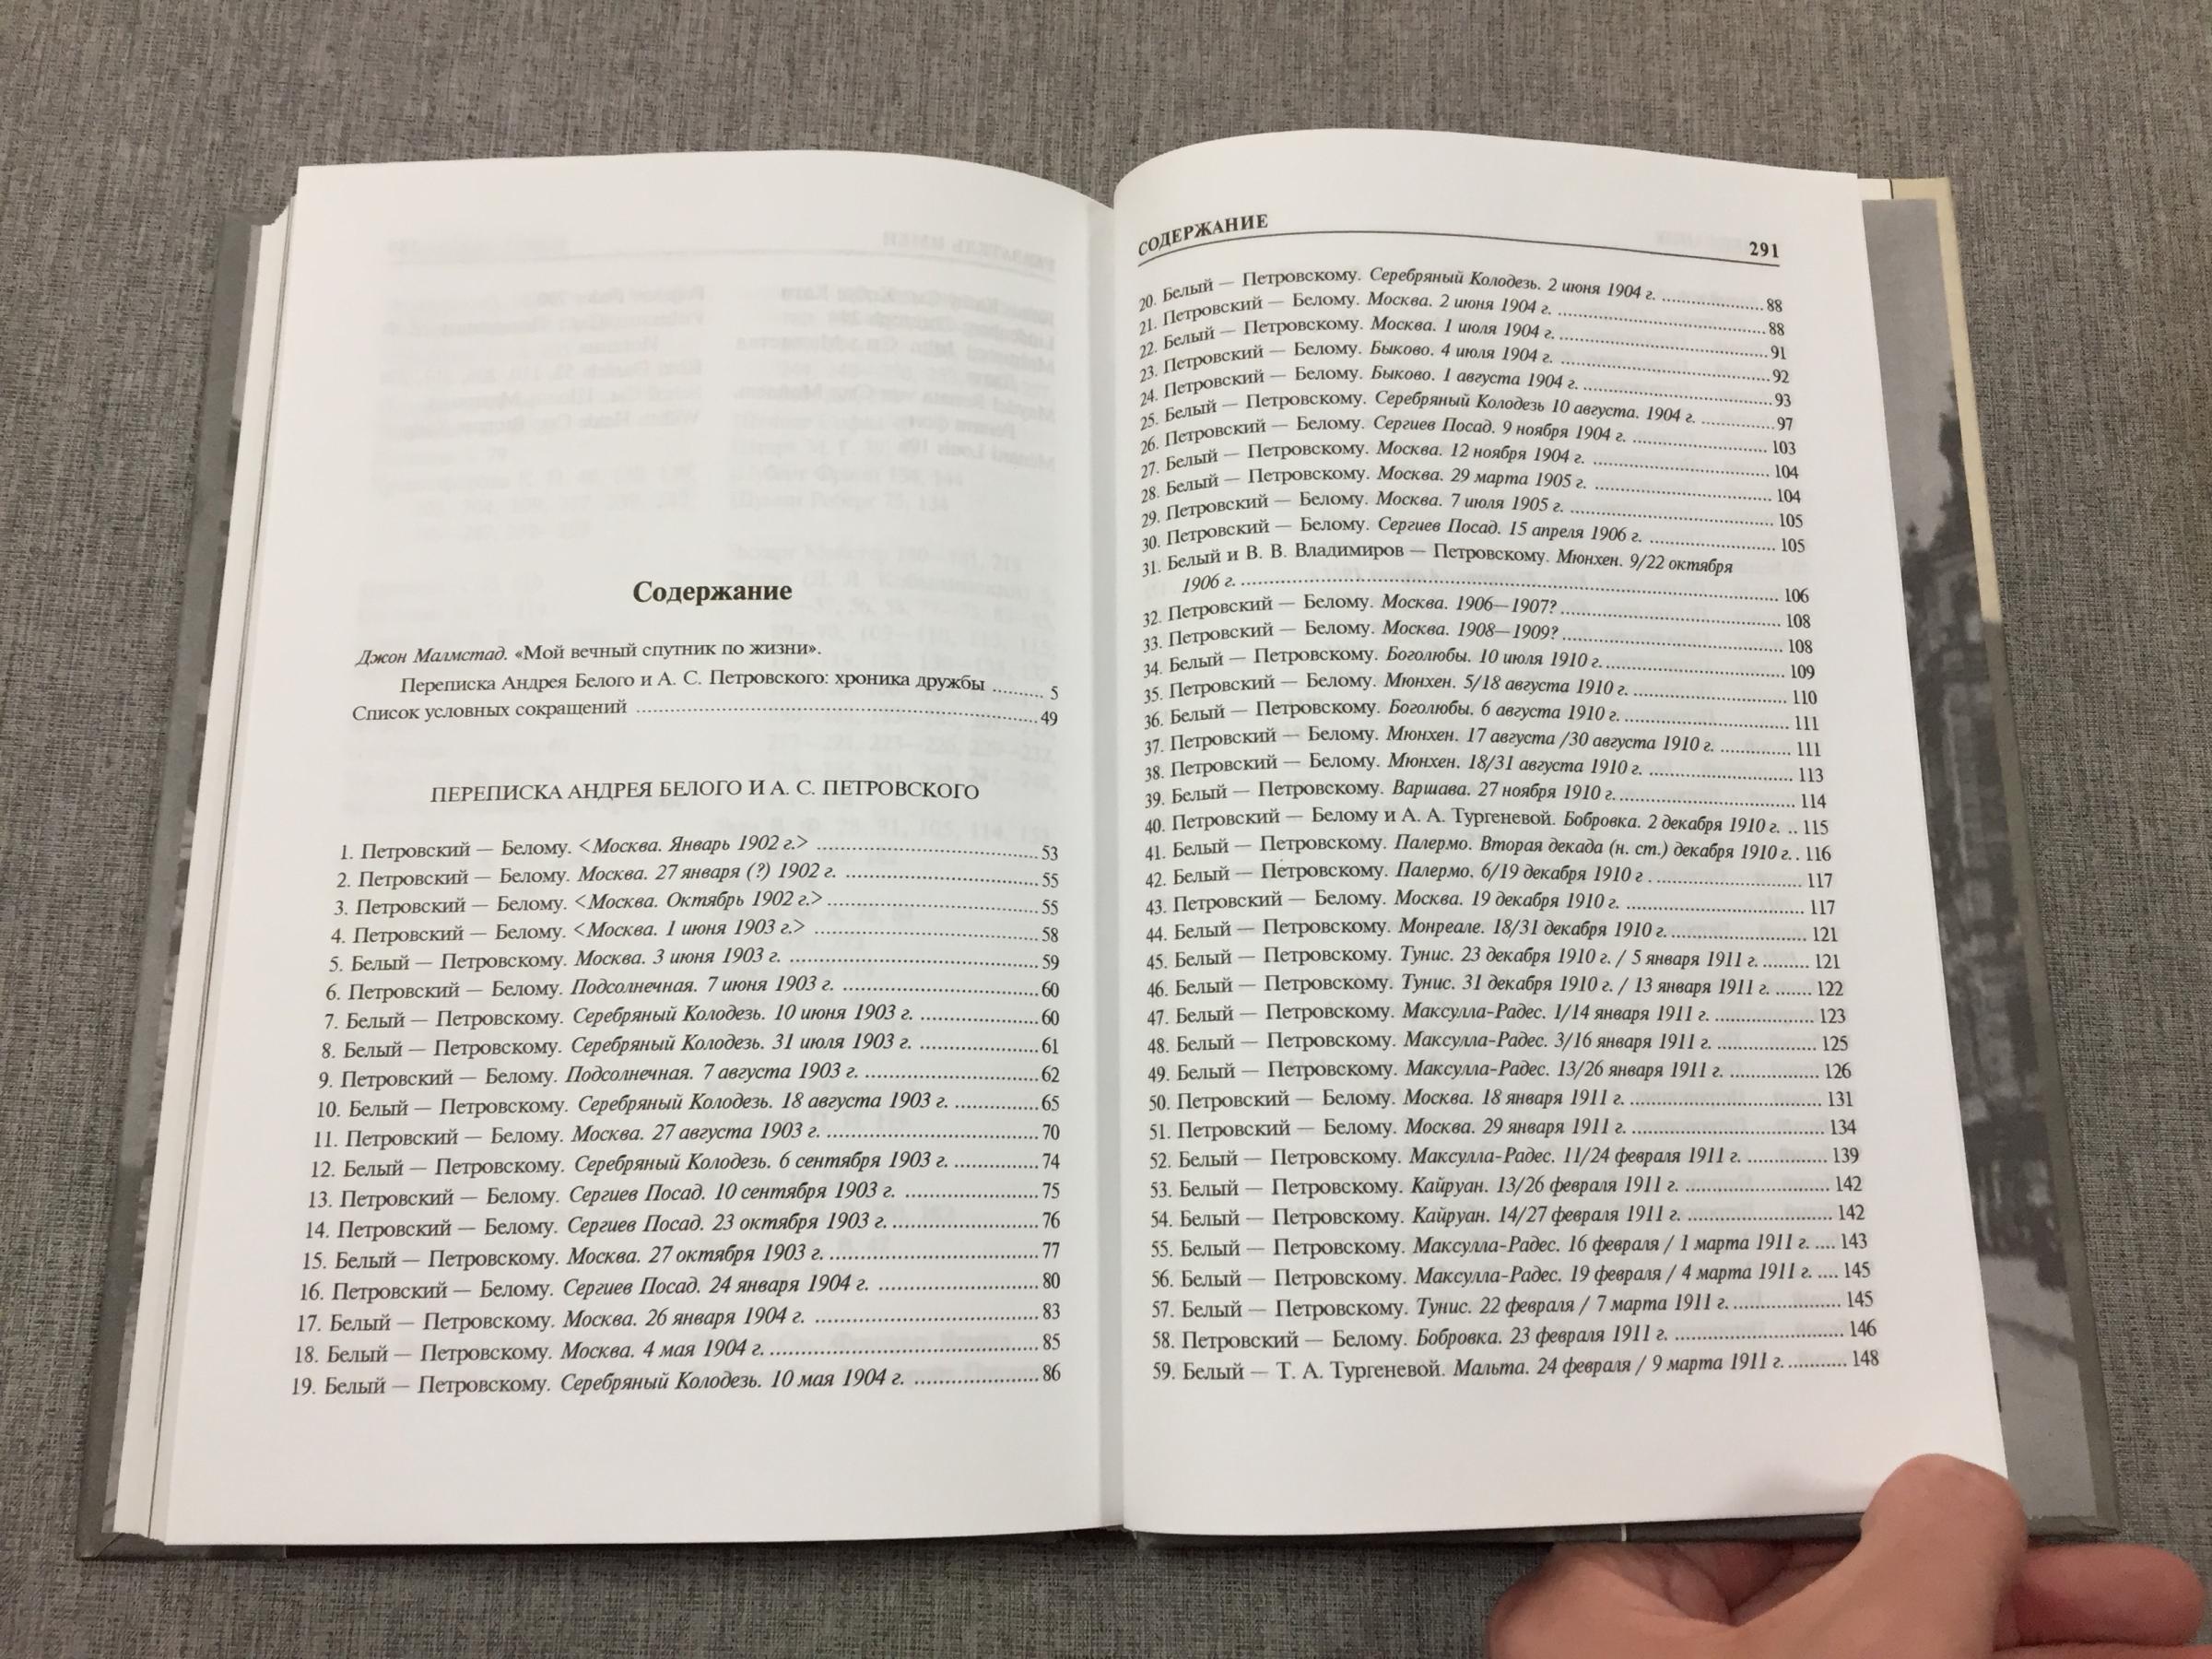 Содержание
Джон Малмстад. «Мой вечный спутник по жизни».
Переписка Андрея Белого и А. С. Петровского: хроника дружбы ........ 5
Список условных сокращений ........ 49
ПЕРЕПИСКА АНДРЕЯ БЕЛОГО И А. С. ПЕТРОВСКОГО
1. Петровский — Белому. <Москва. Январь 1902 г.> ........ 53
2. Петровский — Белому. Москва. 27 января (?) 1902 г. ........ 55
3. Петровский — Белому. <Москва. Октябрь 1902 г.> ........ 55
4. Петровский — Белому. <Москва. 1 июня 1903 г.> ........ 58
5. Белый — Петровскому. Москва. 3 июня 1903 г. ........ 59
6. Петровский — Белому. Подсолнечная. 7 июня 1903 г. ........ 60
7. Белый — Петровскому. Серебряный Колодезь. 10 июня 1903 г. ........ 60
8. Белый — Петровскому. Серебряный Колодезь. 31 июля 1903 г. ........ 61
9. Петровский — Белому. Подсолнечная. 7 августа 1903 г. ........ 62
10. Белый — Петровскому. Серебряный Колодезь. 18 августа 1903 г. ........ 65
11. Петровский — Белому. Москва. 27 августа 1903 г. ........ 70
12. Белый — Петровскому. Серебряный Колодезь. 6 сентября 1903 г. ........ 74
13. Петровский — Белому. Сергиев Посад. 10 сентября 1903 г. ........ 75
14. Петровский — Белому. Сергиев Посад. 23 октября 1903 г. ........ 76
15. Белый — Петровскому. Москва. 27 октября 1903 г. ........ 77
16. Петровский — Белому. Сергиев Посад. 24 января 1904 г. ........ 80
17. Белый — Петровскому. Москва. 26 января 1904 г. ........ 83
18. Белый — Петровскому. Москва. 4 мая 1904 г. ........ 85
19. Белый — Петровскому. Серебряный Колодезь. 10 мая 1904 г. ........ 86
СОДЕРЖАНИЕ 291
20. Белый — Петровскому. Серебряный Колодезь. 2 июня 1904 г. ........ 88
21. Петровский — Белому. Москва. 2 июня 1904 г. ........ 88
22. Белый — Петровскому. Москва. 1 июля 1904 г. ........ 91
23. Петровский — Белому. Быково. 4 июля 1904 г. ........ 92
24. Петровский — Белому. Быково. 1 августа 1904 г. ........ 93
25. Белый — Петровскому. Серебряный Колодезь 10 августа. 1904 г. ........ 97
26. Петровский — Белому. Сергиев Посад. 9 ноября 1904 г. ........ 103
27. Белый — Петровскому. Москва. 12 ноября 1904 г. ........ 104
28. Белый — Петровскому. Москва. 29 марта 1905 г. ........ 104
29. Петровский — Белому. Москва. 7 июля 1905 г. ........ 105
30. Петровский — Белому. Сергиев Посад. 15 апреля 1906 г. ........ 105
31. Белый и В. В. Владимиров — Петровскому. Мюнхен. 9/22 октября
1906 г. ........ 106
32. Петровский — Белому. Москва. 1906—1907? ........ 108
33. Петровский — Белому. Москва. 1908—1909? ........ 108
34. Белый — Петровскому. Боголюбы. 10 июля 1910 г. ........ 109
35. Петровский — Белому. Мюнхен. 5/18 августа 1910 г. ........ 110
36. Белый — Петровскому. Боголюбы. 6 августа 1910 г. ........ 111
37. Петровский — Белому. Мюнхен. 17 августа /30 августа 1910 г. ........ 111
38. Петровский — Белому. Мюнхен. 18/31 августа 1910 г. ........ 113
39. Белый — Петровскому. Варшава. 27 ноября 1910 г. ........ 114
40. Петровский — Белому и А. А. Тургеневой. Бобровка. 2 декабря 1910 г. .. 115
41. Белый — Петровскому. Палермо. Вторая декада (н. ст.) декабря 1910 г. . 116
42. Белый — Петровскому. Палермо. 6/19 декабря 1910 г . ........ 117
43. Петровский — Белому. Москва. 19 декабря 1910 г. ........ 117
44. Белый — Петровскому. Монреале. 18/31 декабря 1910 г. ........ 121
45. Белый — Петровскому. Тунис. 23 декабря 1910 г. / 5 января 1911 г. ........ 121
46. Белый — Петровскому. Тунис. 31 декабря 1910 г. / 13 января 1911 г. ....... 122
47. Белый — Петровскому. Максулла-Радес. 1/14 января 1911 г. ........ 123
48. Белый — Петровскому. Максулла-Радес. 3/16 января 1911 г. ........ 125
49. Белый — Петровскому. Максулла-Радес. 13/26 января 1911 г. ........ 126
50. Петровский — Белому. Москва. 18 января 1911 г. ........ 131
51. Петровский — Белому. Москва. 29 января 1911 г. ........ 134
52. Белый — Петровскому. Максулла-Радес. 11/24 февраля 1911 г. ........ 139
53. Белый — Петровскому. Кайруан. 13/26 февраля 1911 г. ........ 142
54. Белый — Петровскому. Кайруан. 14/27 февраля 1911 г. ........ 142
55. Белый — Петровскому. Максулла-Радес. 16 февраля / 1 марта 1911 г. .... 143
56. Белый — Петровскому. Максулла-Радес. 19 февраля / 4 марта 1911 г. .... 145
57. Белый — Петровскому. Тунис. 22 февраля / 7 марта 1911 г. ........ 145
58. Петровский — Белому. Бобровка. 23 февраля 1911 г. ........ 146
59. Белый — Т. А. Тургеневой. Мальта. 24 февраля / 9 марта 1911 г. ........ 148